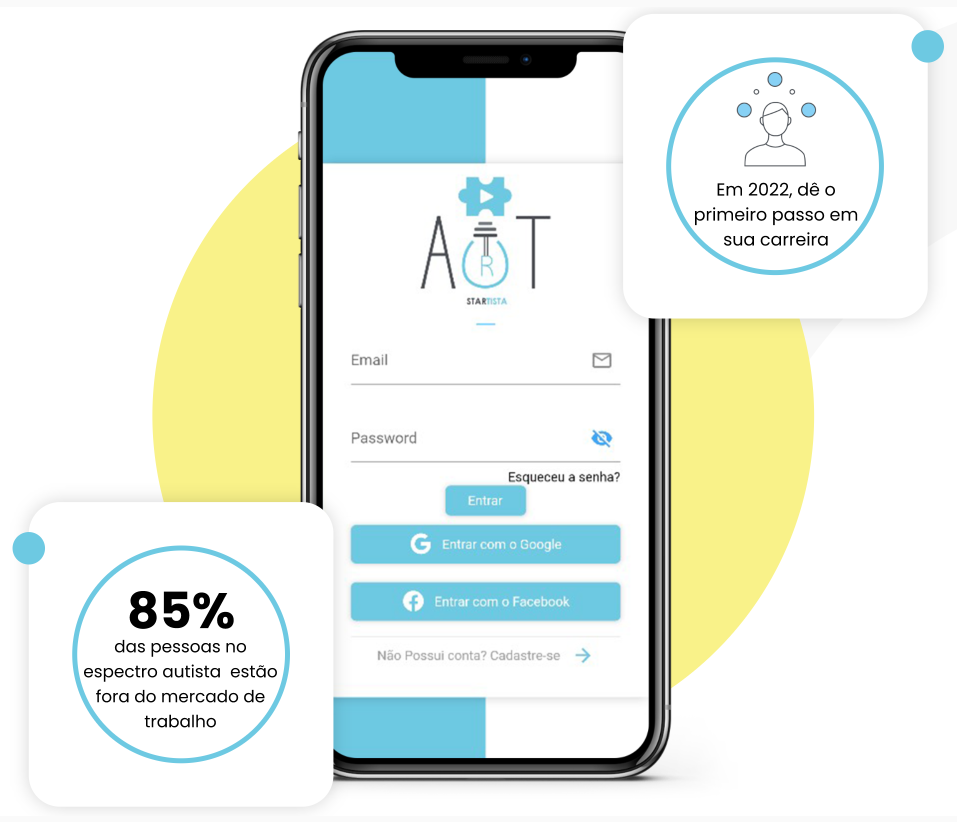 Em 2022, dê o
primeiro passo em
sua carreira
A R T
STARTISTA
Email
Password
Esqueceu a senha?
Entrar
G Entrar com o Google
f Entrar com o Facebook
Não Possui conta? Cadastre-se
85%
das pessoas no
espectro autista estão
fora do mercado de
trabalho